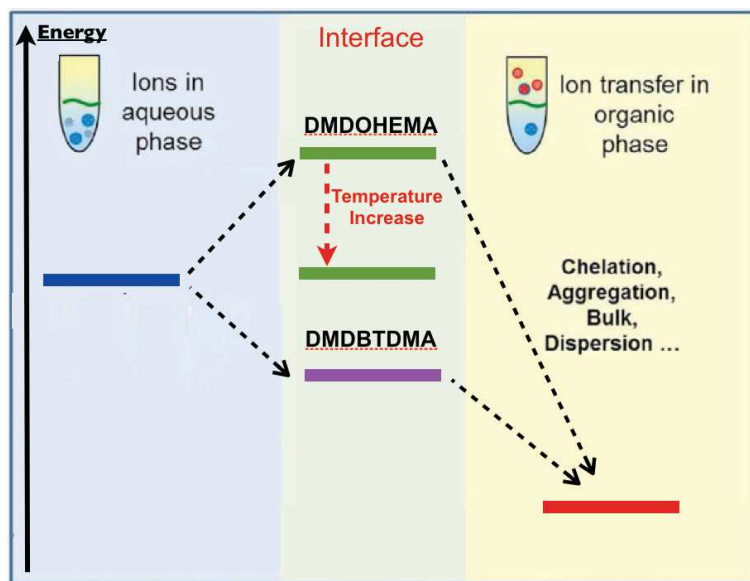 Energy
Interface
Ions in
aqueous
phase
DMDOHEMA
Temperature
Increase
DMDBTDMA
Ion transfer in
organic
phase
Chelation,
Aggregation,
Bulk,
Dispersion ...